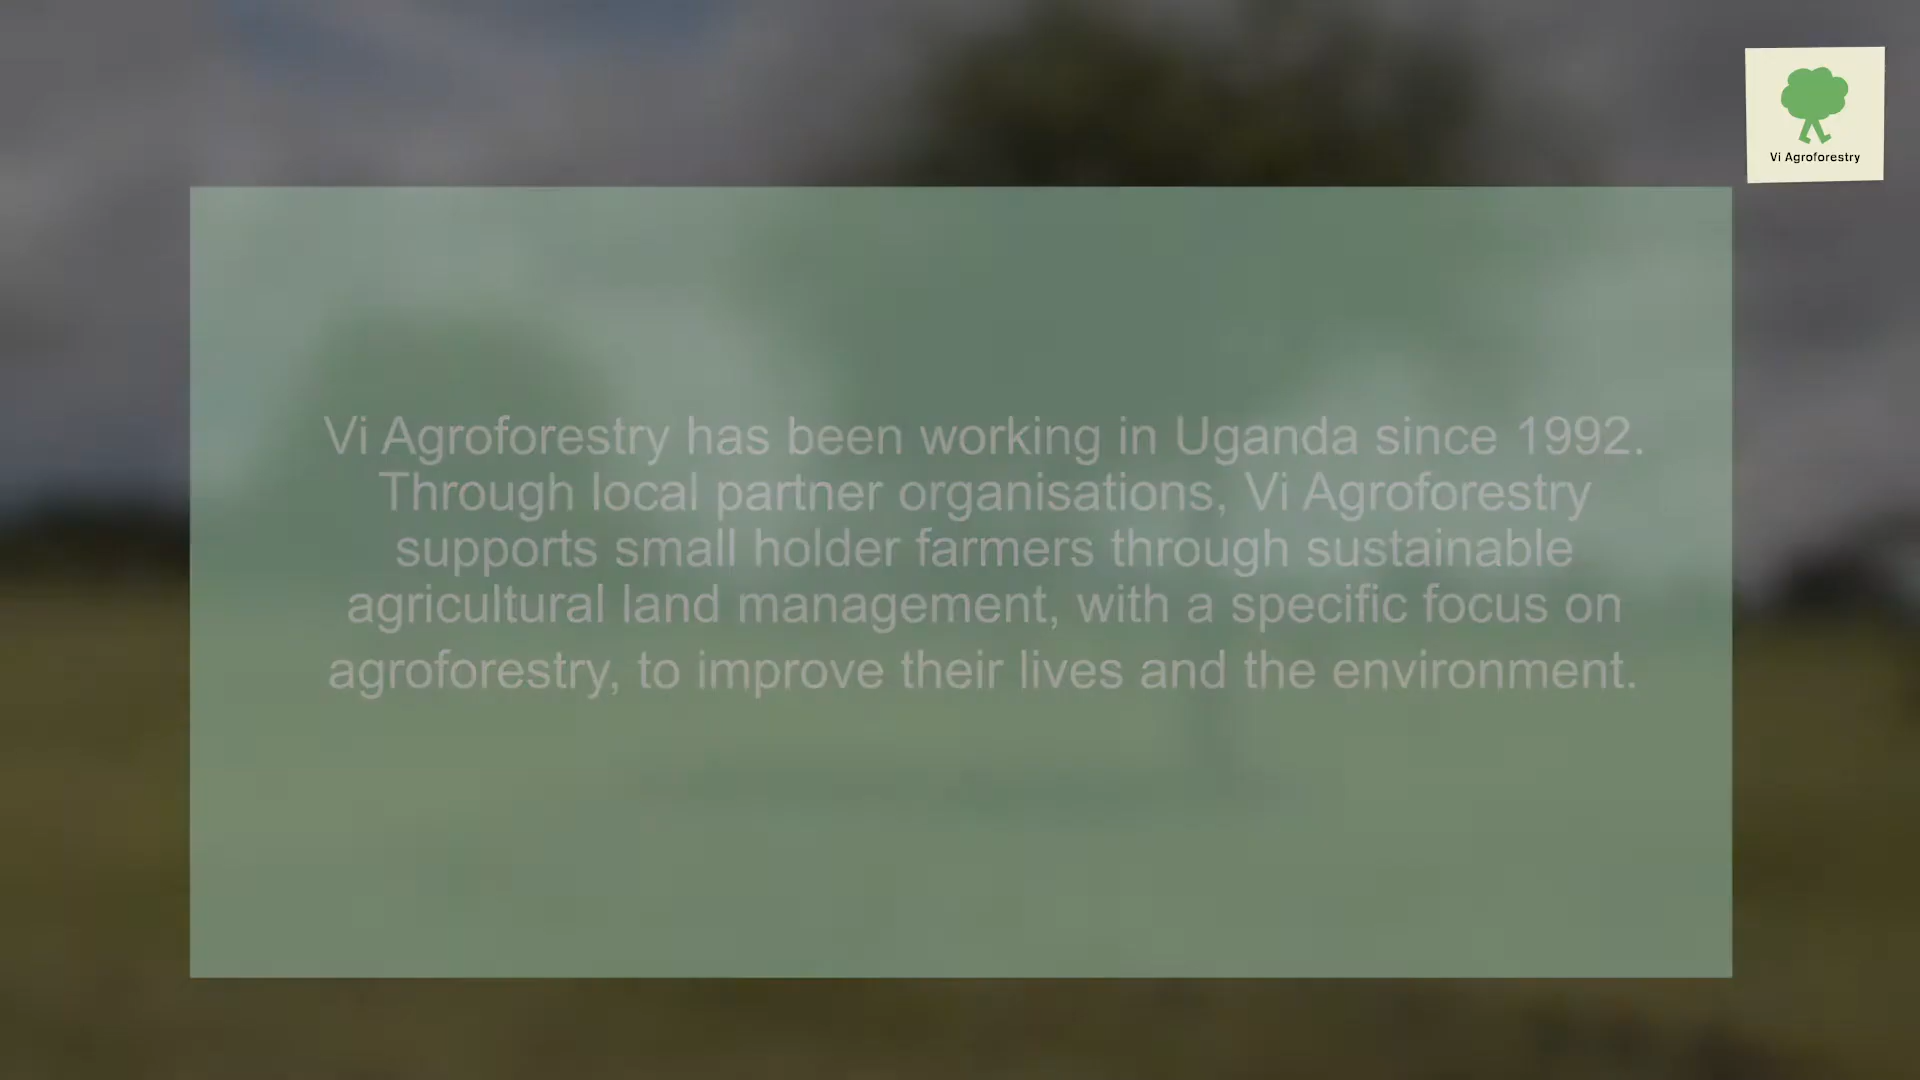 Vi Agroforestry
Vi Agroforestry has been working in Uganda since 1992.
Through local partner organisations, Vi Agroforestry
supports small holder farmers through sustainable
agricultural land management, with a specific focus on
agroforestry, to improve their lives and the environment.